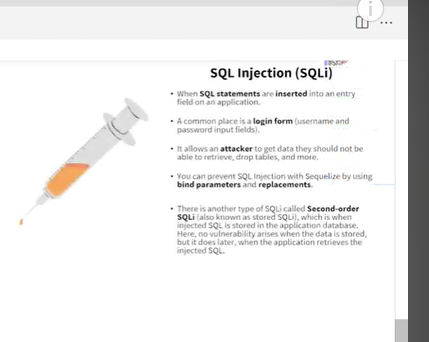 SQL Injection (SQLi)
• When SQL statements are inserted into an entry
field on an application.
• A common place is a login form (username and
password input fields).
• It allows an attacker to get data they should not be
able to retrieve, drop tables, and more.
• You can prevent SQL Injection with Sequelize by using
bind parameters and replacements.
• There is another type of SQLi called Second-order
SQLi (also known as stored SQLi), which is when
injected SQL is stored in the application database.
Here, no vulnerability arises when the data is stored,
but it does later, when the application retrieves the
injected SQL.